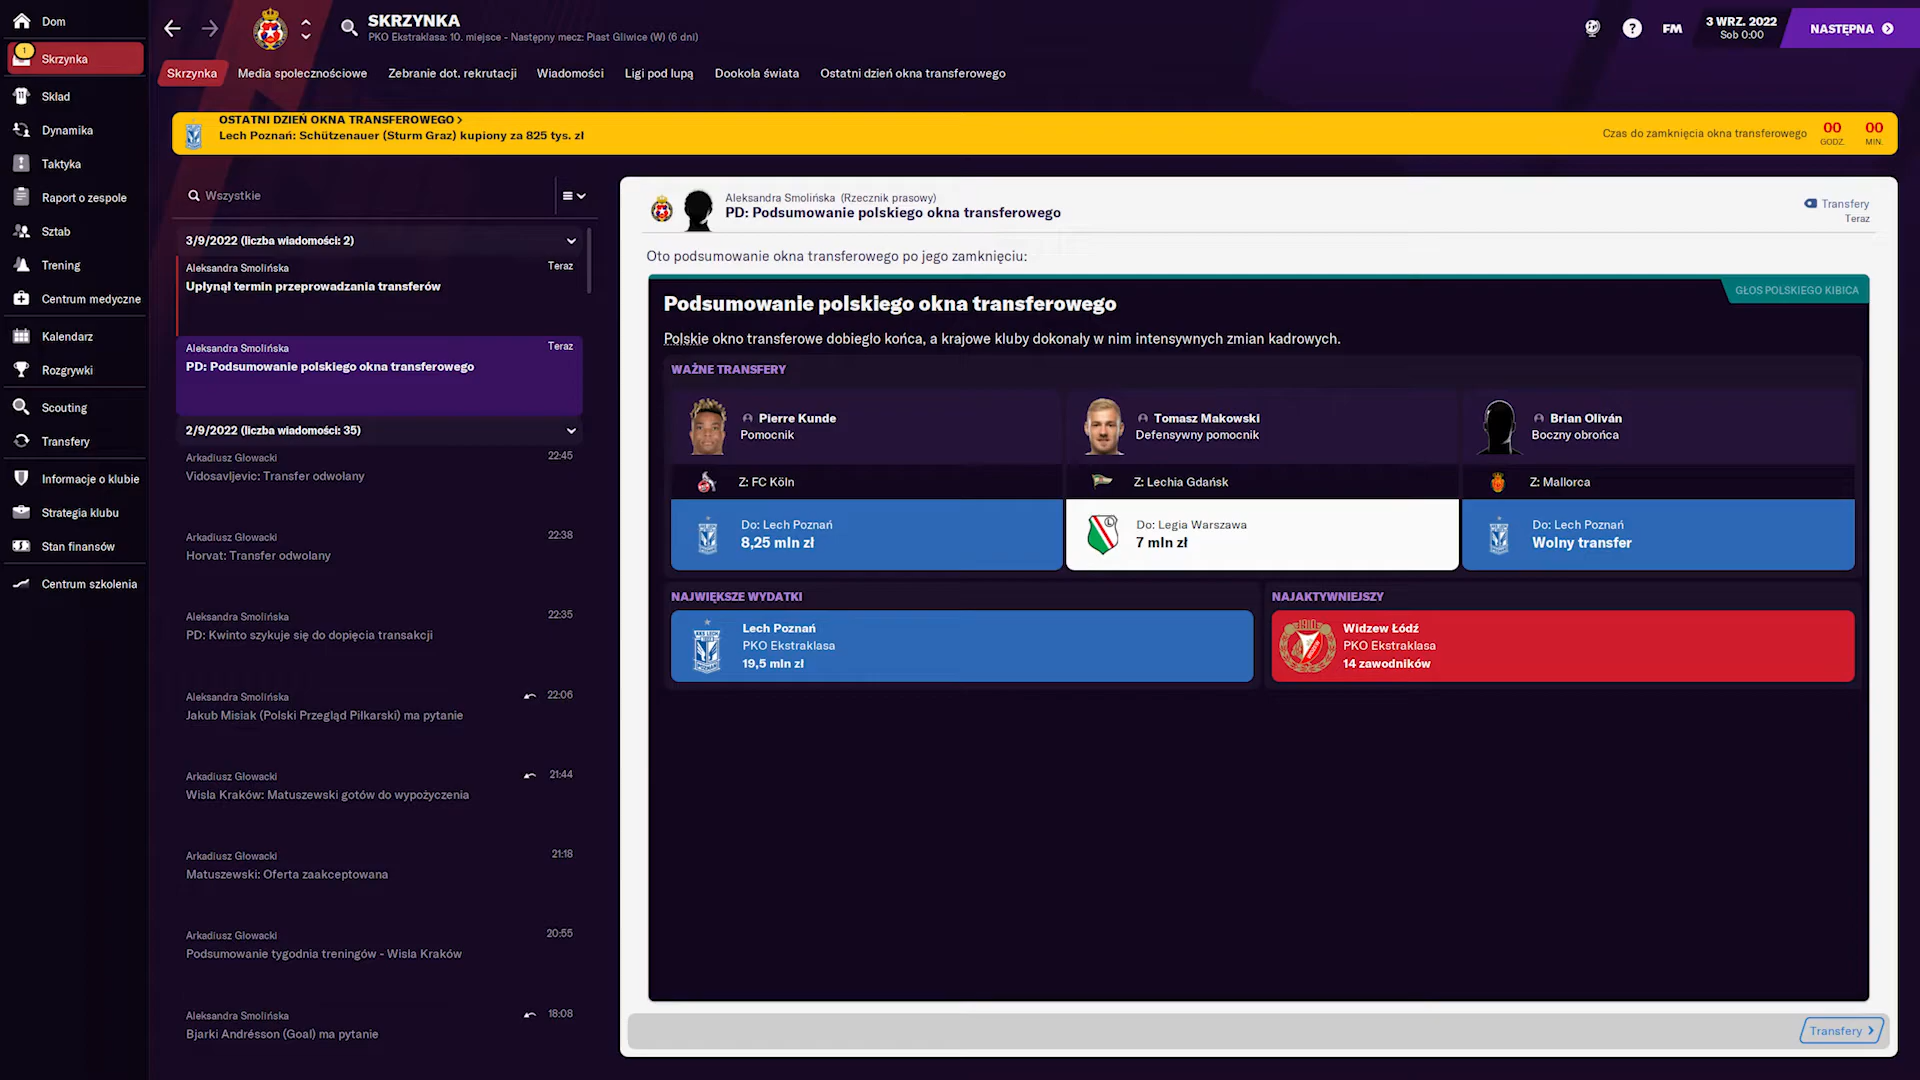 Dom
1
Skrzynka
Skład
Dynamika
Taktyka
Raport o zespole
Sztab
Trening
Centrum medyczne
Kalendarz
Rozgrywki
Scouting
Transfery
Informacje o klubie
Strategia klubu
Stan finansów
Centrum szkolenia
SKRZYNKA
PKO Ekstraklasa: 10. miejsce - Następny mecz: Piast Gliwice (W) (6 dni)
?
FM
3 WRZ. 2022
Sob 0:00
NASTĘPNA
Skrzynka
Media społecznościowe
Zebranie dot. rekrutacji
Wiadomości
Ligi pod lupą
Dookoła świata
Ostatni dzień okna transferowego
OSTATNI DZIEŃ OKNA TRANSFEROWEGO >
Lech Poznań: Schützenauer (Sturm Graz) kupiony za 825 tys. zł
Czas do zamknięcia okna transferowego
00
GODZ.
00
MIN.
Wszystkie
3/9/2022 (liczba wiadomości: 2)
Aleksandra Smolińska
Teraz
Upłynął termin przeprowadzania transferów
Aleksandra Smolińska
Teraz
PD: Podsumowanie polskiego okna transferowego
2/9/2022 (liczba wiadomości: 35)
Arkadiusz Głowacki
22:45
Vidosavljevic: Transfer odwołany
Arkadiusz Głowacki
22:38
Horvat: Transfer odwołany
Aleksandra Smolińska
22:35
PD: Kwinto szykuje się do dopięcia transakcji
Aleksandra Smolińska
22:06
Jakub Misiak (Polski Przegląd Piłkarski) ma pytanie
Arkadiusz Głowacki
21:44
Wisła Kraków: Matuszewski gotów do wypożyczenia
Arkadiusz Głowacki
21:18
Matuszewski: Oferta zaakceptowana
Arkadiusz Głowacki
20:55
Podsumowanie tygodnia treningów - Wisła Kraków
Aleksandra Smolińska
18:08
Bjarki Andrésson (Goal) ma pytanie
Aleksandra Smolińska (Rzecznik prasowy)
PD: Podsumowanie polskiego okna transferowego
Transfery
Teraz
Oto podsumowanie okna transferowego po jego zamknięciu:
GŁOS POLSKIEGO KIBICA
Podsumowanie polskiego okna transferowego
Polskie okno transferowe dobiegło końca, a krajowe kluby dokonały w nim intensywnych zmian kadrowych.
WAŻNE TRANSFERY
Pierre Kunde
Pomocnik
Z: FC Köln
Do: Lech Poznań
8,25 mln zł
Tomasz Makowski
Defensywny pomocnik
Z: Lechia Gdańsk
Do: Legia Warszawa
7 mln zł
Brian Oliván
Boczny obrońca
Z: Mallorca
Do: Lech Poznań
Wolny transfer
NAJWIĘKSZE WYDATKI
Lech Poznań
PKO Ekstraklasa
19,5 mln zł
NAJAKTYWNIEJSZY
Widzew Łódź
PKO Ekstraklasa
14 zawodników
Transfery >